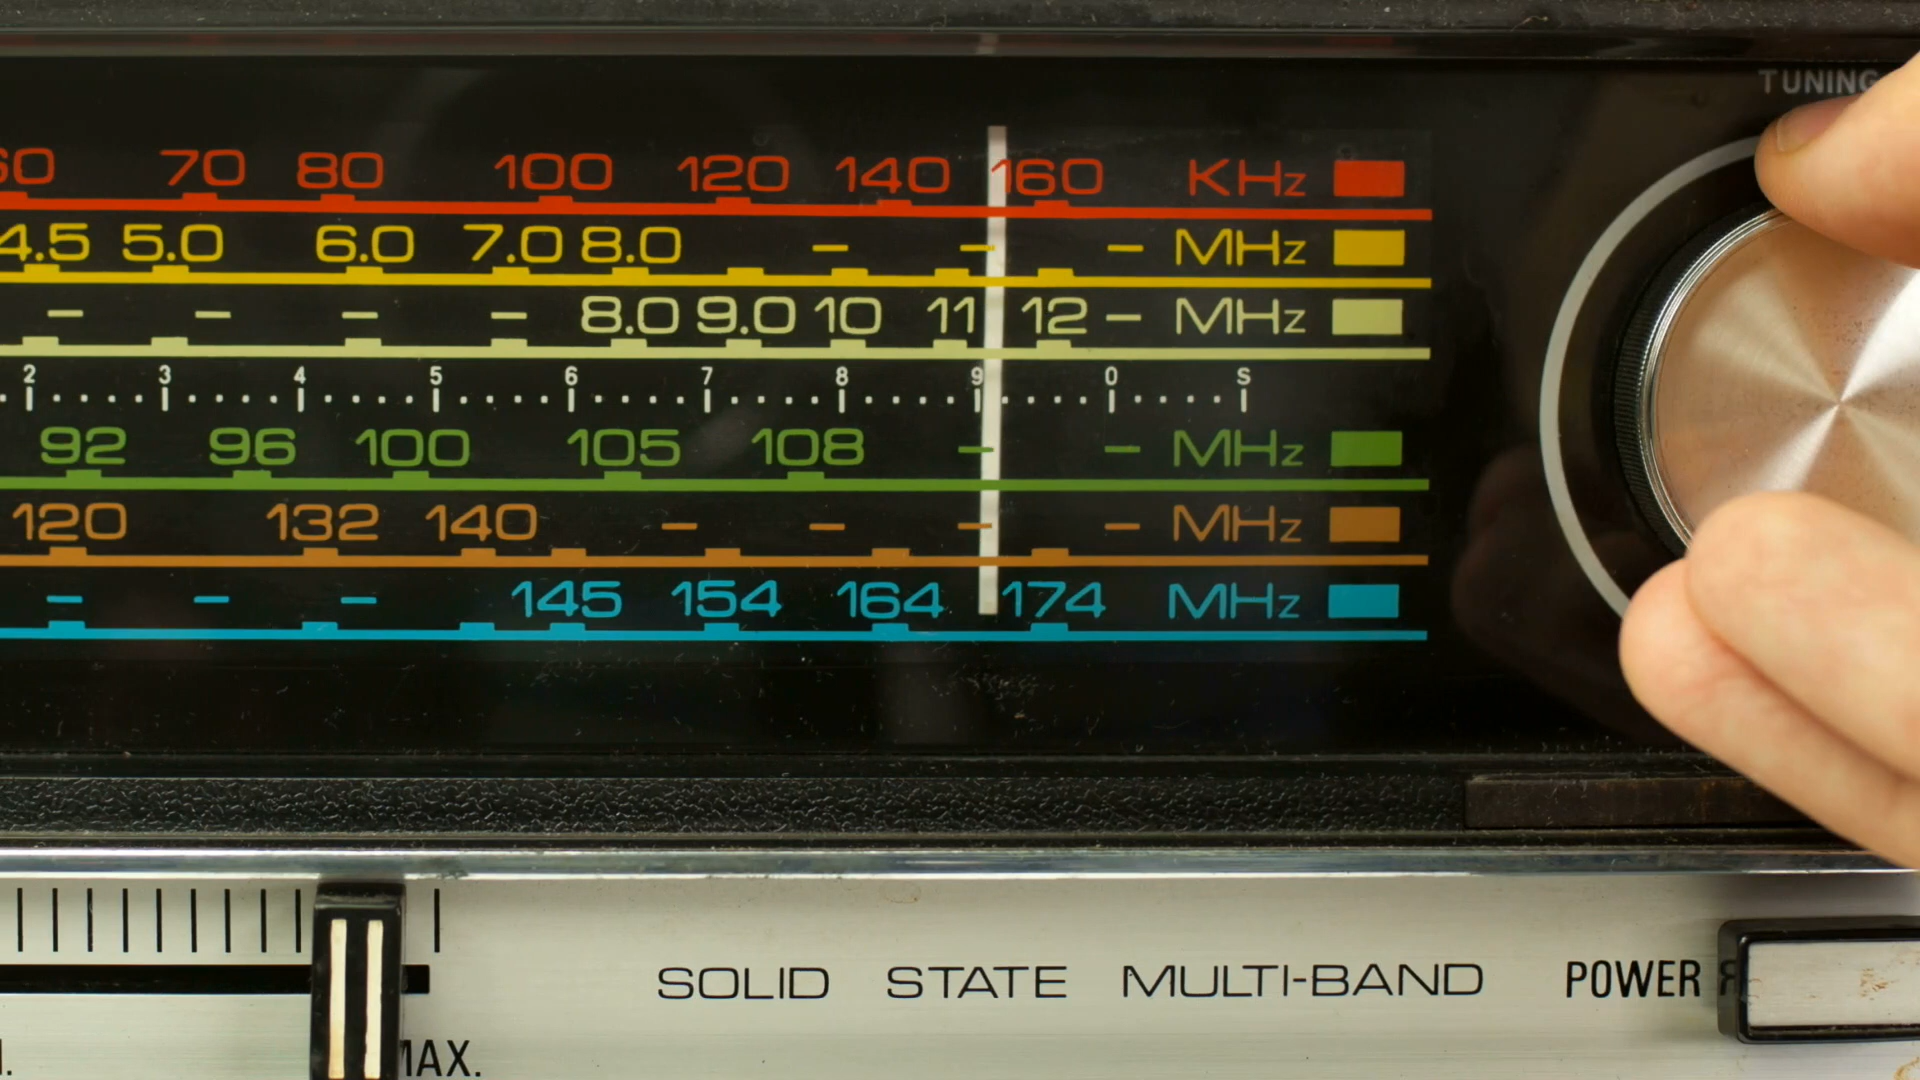 TUNING
60 70 80 100 120 140 160 KHz
4.5 5.0 6.0 7.0 8.0 – – – MHz
– – – – 8.0 9.0 10 11 12 – MHz
2 3 4 5 6 7 8 9 0 S
92 96 100 105 108 – – MHz
120 132 140 – – – – MHz
– – – 145 154 164 174 MHz
SOLID STATE MULTI-BAND POWER
MAX.